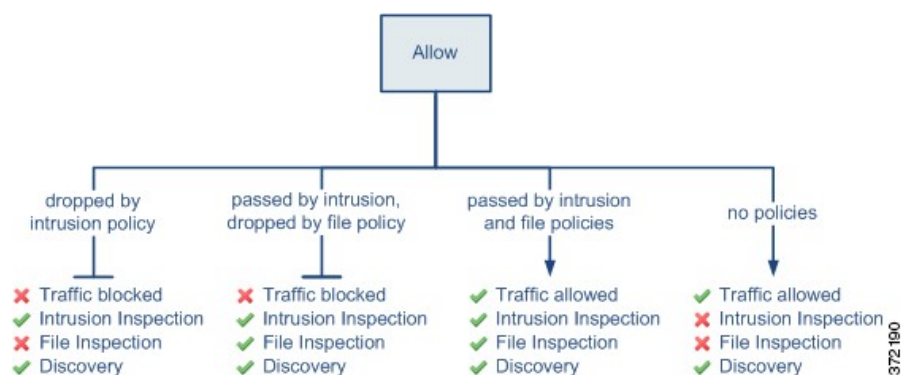 Allow
dropped by
intrusion policy
passed by intrusion,
dropped by file policy
passed by intrusion
and file policies
no policies
Traffic blocked
Intrusion Inspection
File Inspection
Discovery
Traffic blocked
Intrusion Inspection
File Inspection
Discovery
Traffic allowed
Intrusion Inspection
File Inspection
Discovery
Traffic allowed
Intrusion Inspection
File Inspection
Discovery
372190